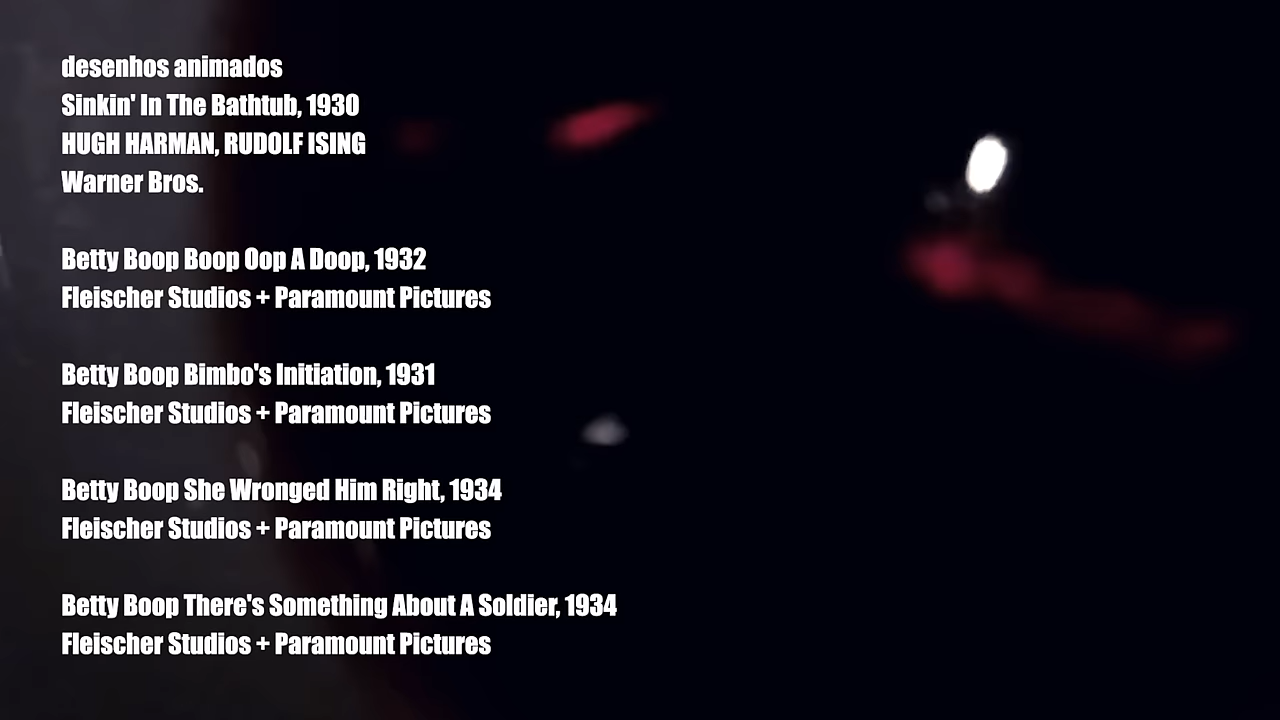 desenhos animados
Sinkin' In The Bathtub, 1930
HUGH HARMAN, RUDOLF ISING
Warner Bros.
Betty Boop Boop Oop A Doop, 1932
Fleischer Studios + Paramount Pictures
Betty Boop Bimbo's Initiation, 1931
Fleischer Studios + Paramount Pictures
Betty Boop She Wronged Him Right, 1934
Fleischer Studios + Paramount Pictures
Betty Boop There's Something About A Soldier, 1934
Fleischer Studios + Paramount Pictures